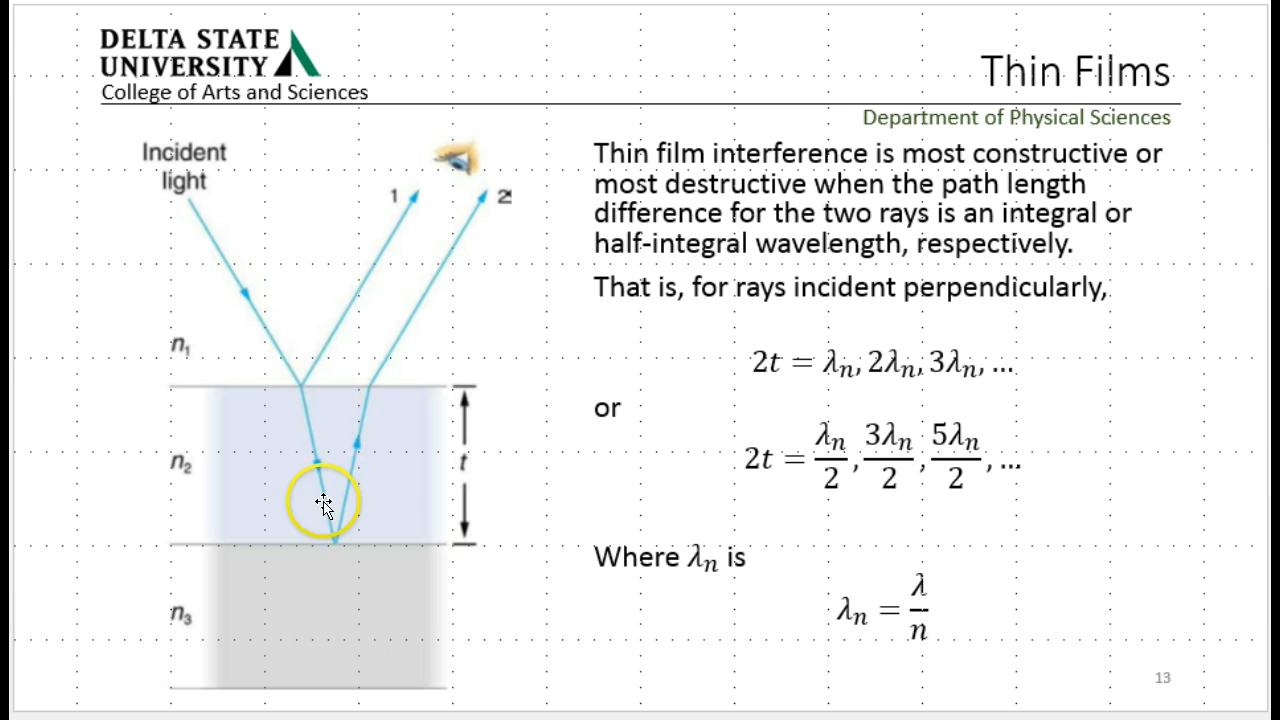 DELTA STATE
UNIVERSITY
College of Arts and Sciences
Thin Films
Department of Physical Sciences
Incident
light
1
2
n₁
n₂
t
n₃
Thin film interference is most constructive or
most destructive when the path length
difference for the two rays is an integral or
half-integral wavelength, respectively.
That is, for rays incident perpendicularly,
2t = λₙ, 2λₙ, 3λₙ, …
or
2t = λₙ/2, 3λₙ/2, 5λₙ/2, …
Where λₙ is
λₙ = λ/n
13